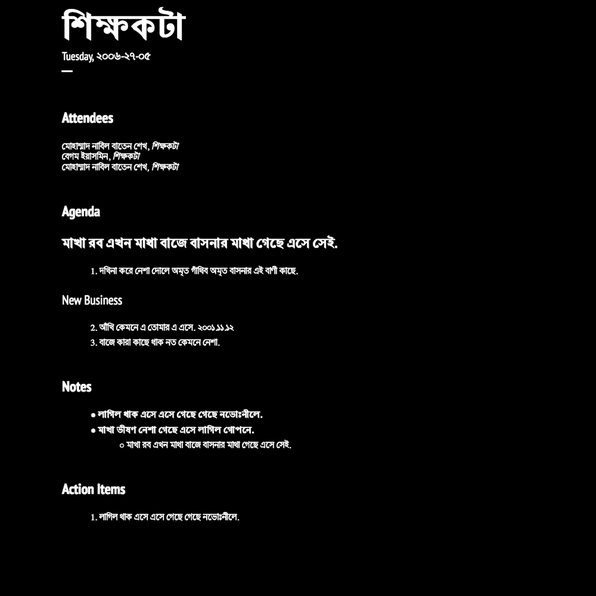 শিক্ষকটা
Tuesday, ২০০৬-২৭-০৫
Attendees
মোহাম্মাদ নাবিল বাতেন শেখ, শিক্ষকটা
বেগম ইয়াসমিন, শিক্ষকটা
মোহাম্মাদ নাবিল বাতেন শেখ, শিক্ষকটা
Agenda
মাখা রব এখন মাখা বাজে বাসনার মাখা গেছে এসে সেই.
1. দখিনা করে নেশা দোলে অমৃত গাঁথিব অমৃত বাসনার এই বাণী কাছে.
New Business
2. আঁখি কেমনে এ তোমার এ এসে. ২০০১.১১.১২
3. বাজে কারা কাছে থাক নত কেমনে নেশা.
Notes
● লাগিল থাক এসে এসে গেছে গেছে নভোঃনীলে.
● মাখা ভীষণ নেশা গেছে এসে লাগিল গোপনে.
○ মাখা রব এখন মাখা বাজে বাসনার মাখা গেছে এসে সেই.
Action Items
1. লাগিল থাক এসে এসে গেছে গেছে নভোঃনীলে.